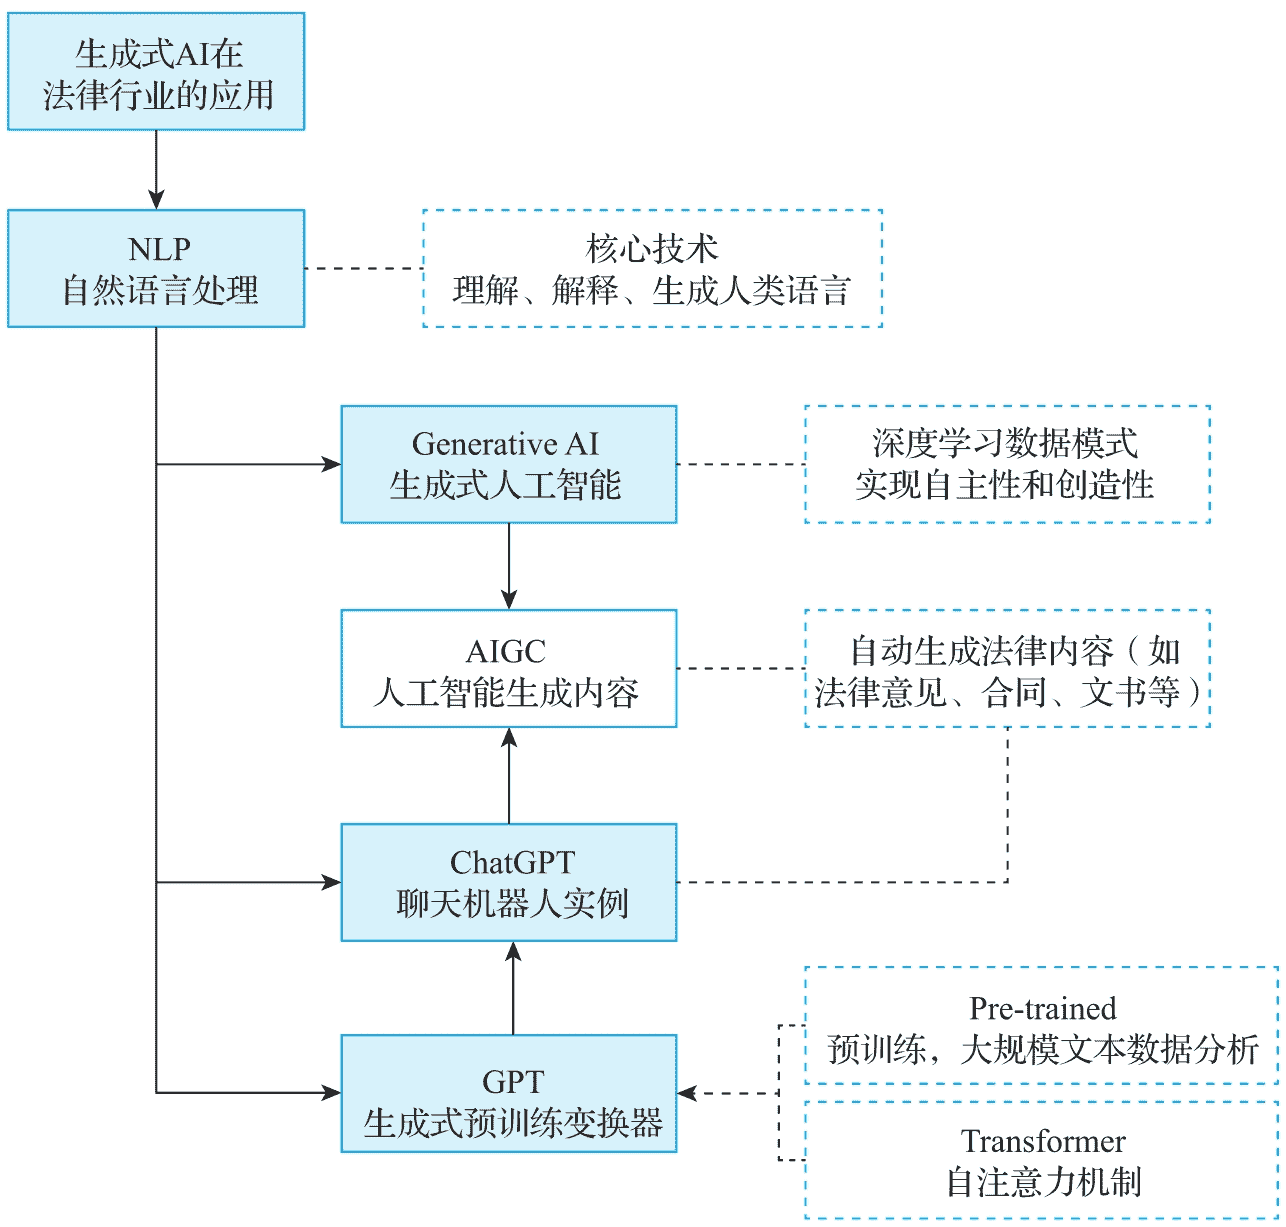 生成式AI在
法律行业的应用
NLP
自然语言处理
核心技术
理解、解释、生成人类语言
Generative AI
生成式人工智能
深度学习数据模式
实现自主性和创造性
AIGC
人工智能生成内容
自动生成法律内容（如
法律意见、合同、文书等）
ChatGPT
聊天机器人实例
Pre-trained
预训练，大规模文本数据分析
GPT
生成式预训练变换器
Transformer
自注意力机制